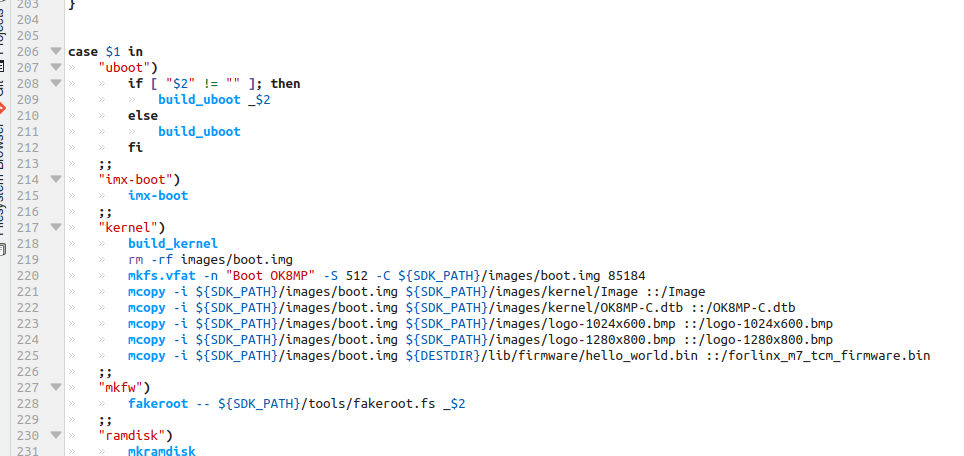 203 }
204
205
206 case $1 in
207 "uboot")
208 if [ "$2" != "" ]; then
209 build_uboot _$2
210 else
211 build_uboot
212 fi
213 ;;
214 "imx-boot")
215 imx-boot
216 ;;
217 "kernel")
218 build_kernel
219 rm -rf images/boot.img
220 mkfs.vfat -n "Boot OK8MP" -S 512 -C ${SDK_PATH}/images/boot.img 85184
221 mcopy -i ${SDK_PATH}/images/boot.img ${SDK_PATH}/images/kernel/Image ::/Image
222 mcopy -i ${SDK_PATH}/images/boot.img ${SDK_PATH}/images/kernel/OK8MP-C.dtb ::/OK8MP-C.dtb
223 mcopy -i ${SDK_PATH}/images/boot.img ${SDK_PATH}/images/logo-1024x600.bmp ::/logo-1024x600.bmp
224 mcopy -i ${SDK_PATH}/images/boot.img ${SDK_PATH}/images/logo-1280x800.bmp ::/logo-1280x800.bmp
225 mcopy -i ${SDK_PATH}/images/boot.img ${DESTDIR}/lib/firmware/hello_world.bin ::/forlinx_m7_tcm_firmware.bin
226 ;;
227 "mkfw")
228 fakeroot -- ${SDK_PATH}/tools/fakeroot.fs _$2
229 ;;
230 "ramdisk")
231 mkramdisk